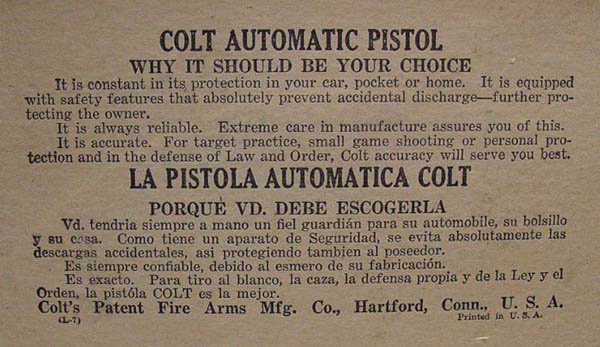 COLT AUTOMATIC PISTOL
WHY IT SHOULD BE YOUR CHOICE
It is constant in its protection in your car, pocket or home. It is equipped
with safety features that absolutely prevent accidental discharge—further pro-
tecting the owner.
It is always reliable. Extreme care in manufacture assures you of this.
It is accurate. For target practice, small game shooting or personal pro-
tection and in the defense of Law and Order, Colt accuracy will serve you best.
LA PISTOLA AUTOMATICA COLT
PORQUÉ VD. DEBE ESCOGERLA
Vd. tendria siempre a mano un fiel guardián para su automobile, su bolsillo
y su casa. Como tiene un aparato de Seguridad, se evita absolutamente las
descargas accidentales, asi protegiendo tambien al poseedor.
Es siempre confiable, debido al esmero de su fabricación.
Es exacto. Para tiro al blanco, la caza, la defensa propia y de la Ley y el
Orden, la pistóla COLT es la mejor.
Colt's Patent Fire Arms Mfg. Co., Hartford, Conn., U. S. A.
(L-7) Printed in U. S. A.